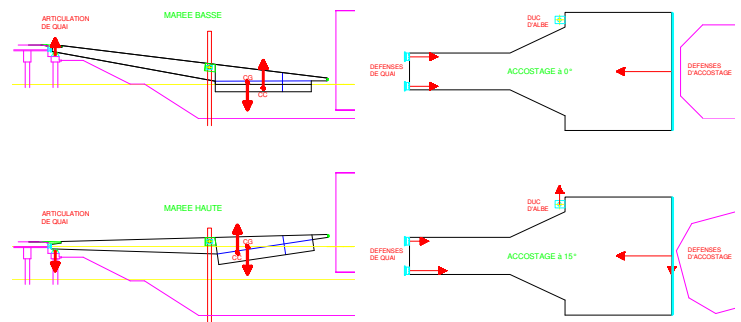 ARTICULATION
DE QUAI
MAREE BASSE
CG
CC
DUC
D'ALBE
DEFENSES
DE QUAI
ACCOSTAGE à 0°
DEFENSES
D'ACCOSTAGE
ARTICULATION
DE QUAI
MAREE HAUTE
CG
CC
DUC
D'ALBE
DEFENSES
DE QUAI
ACCOSTAGE à 15°
DEFENSES
D'ACCOSTAGE